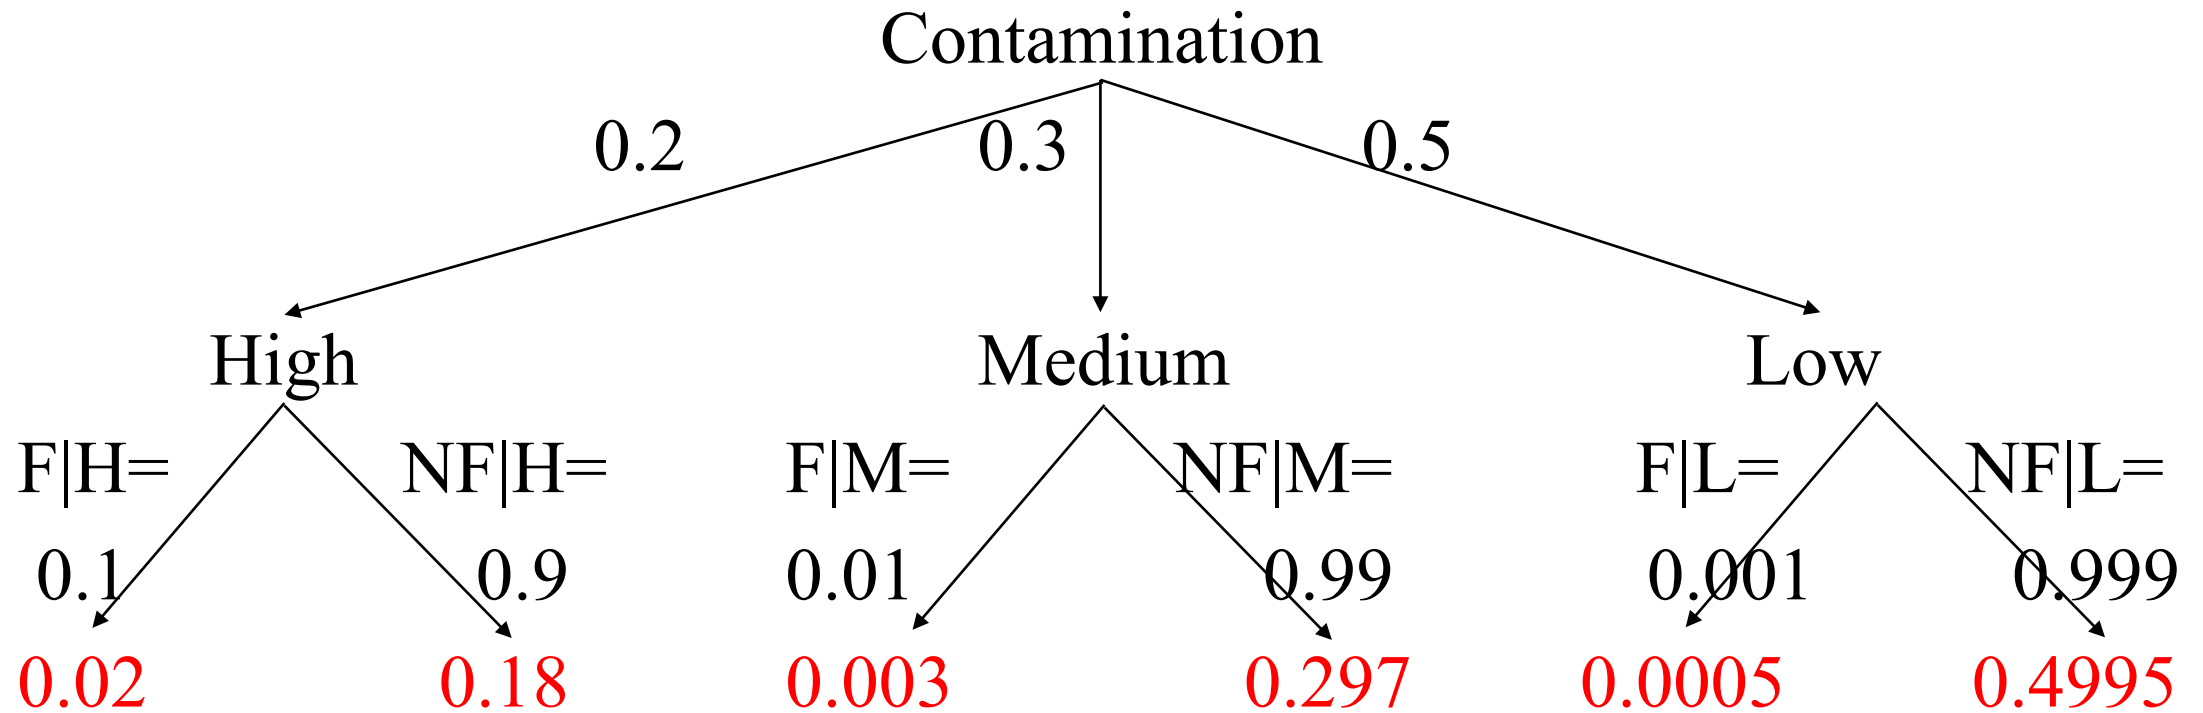 Contamination
0.2 0.3 0.5
High Medium Low
F|H= NF|H= F|M= NF|M= F|L= NF|L=
0.1 0.9 0.01 0.99 0.001 0.999
0.02 0.18 0.003 0.297 0.0005 0.4995